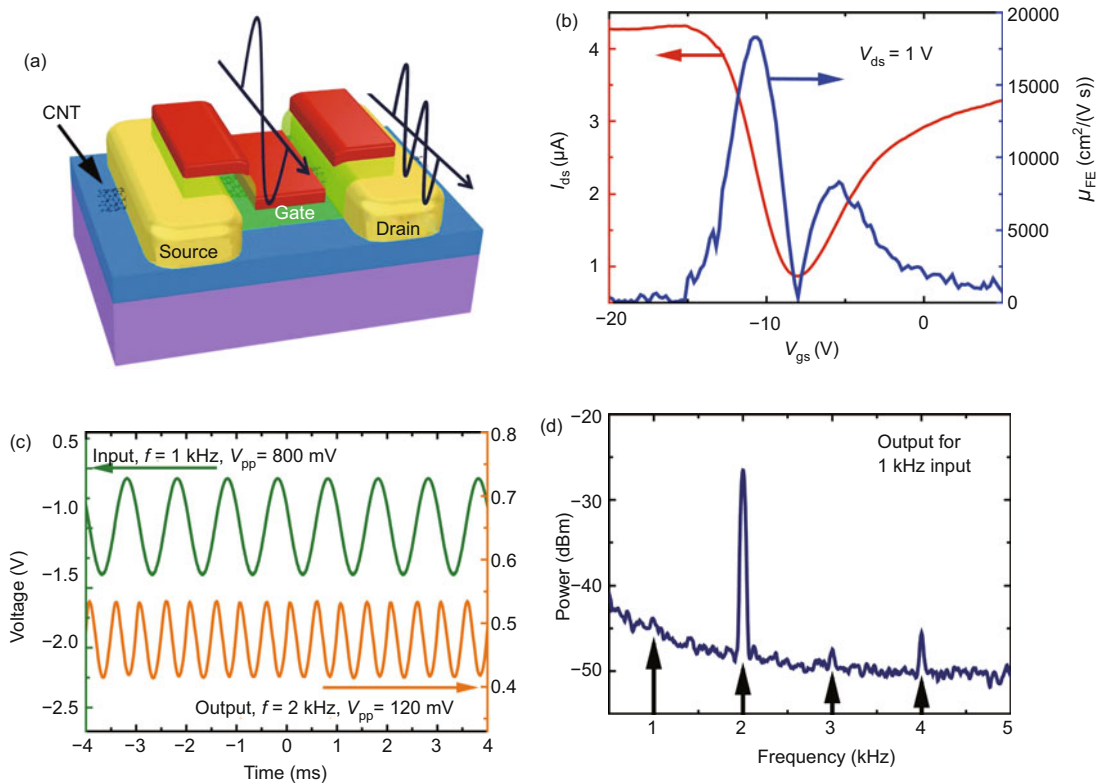 (a)
CNT
Gate
Source
Drain
(b)
V_ds = 1 V
4
3
2
1
I_ds (μA)
20000
15000
10000
5000
0
μ_FE (cm²/(V s))
−20
−10
0
V_gs (V)
(c)
Input, f = 1 kHz, V_pp = 800 mV
Output, f = 2 kHz, V_pp = 120 mV
0.5
−1.0
−1.5
−2.0
−2.5
Voltage (V)
0.8
0.7
0.6
0.5
0.4
−4
−3
−2
−1
0
1
2
3
4
Time (ms)
(d)
Output for
1 kHz input
−20
−30
−40
−50
Power (dBm)
1
2
3
4
5
Frequency (kHz)